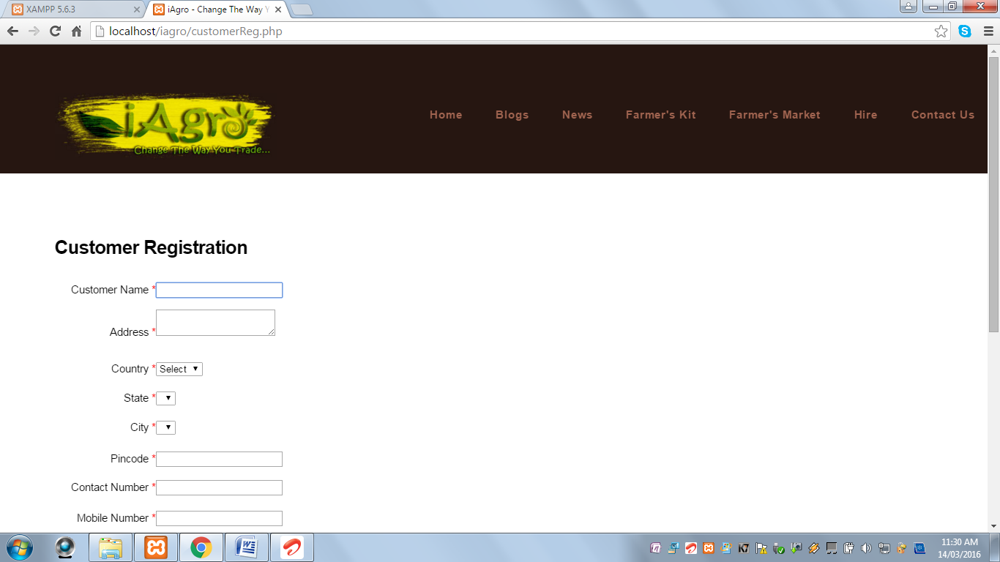 XAMPP 5.6.3
iAgro - Change The Way Y
localhost/iagro/customerReg.php
iAgro
Change The Way You Trade...
Home Blogs News Farmer's Kit Farmer's Market Hire Contact Us
Customer Registration
Customer Name *
Address *
Country * Select
State *
City *
Pincode *
Contact Number *
Mobile Number *
K7
11:30 AM
14/03/2016